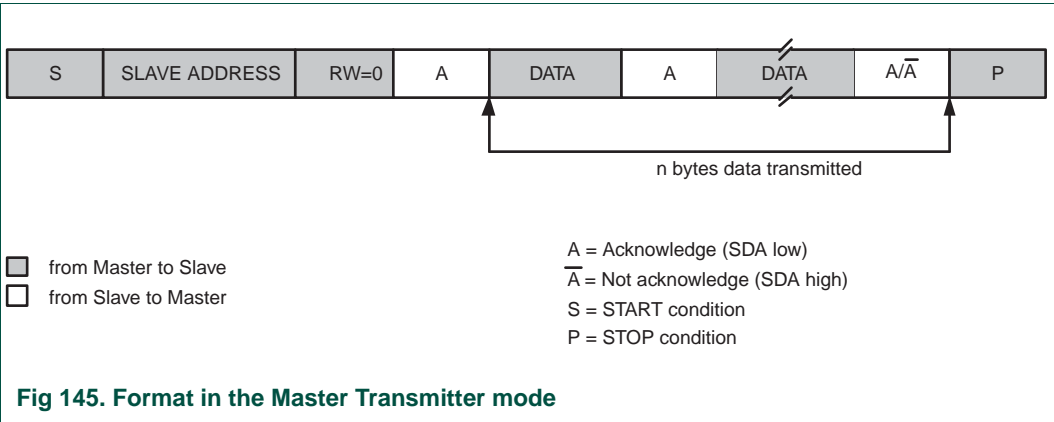 S SLAVE ADDRESS RW=0 A DATA A DATA A/A̅ P
n bytes data transmitted
from Master to Slave
from Slave to Master
A = Acknowledge (SDA low)
A̅ = Not acknowledge (SDA high)
S = START condition
P = STOP condition
Fig 145. Format in the Master Transmitter mode